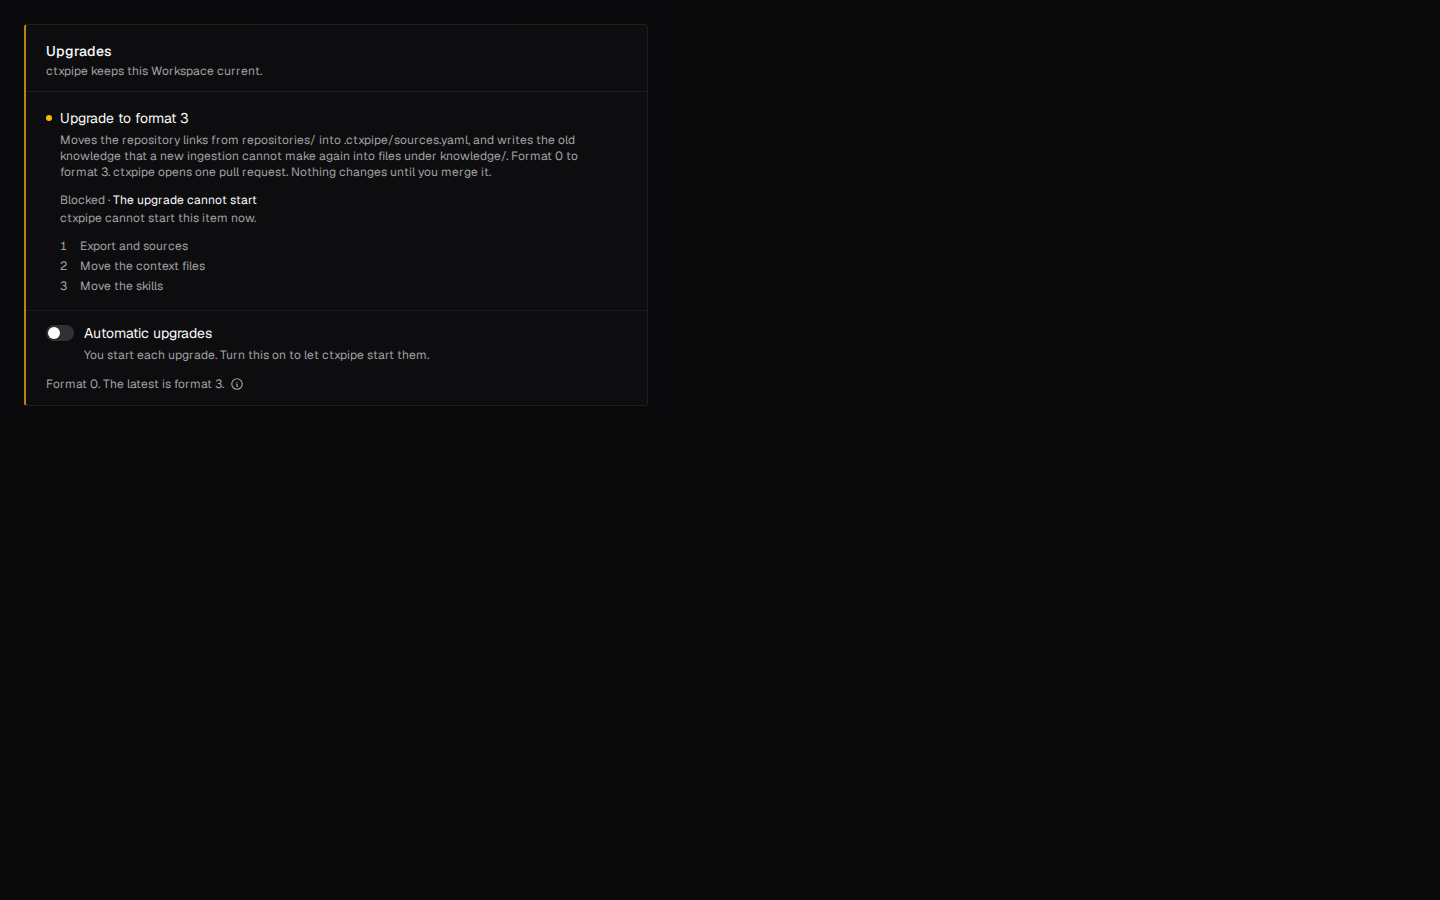 Upgrades
ctxpipe keeps this Workspace current.
Upgrade to format 3
Moves the repository links from repositories/ into .ctxpipe/sources.yaml, and writes the old
knowledge that a new ingestion cannot make again into files under knowledge/. Format 0 to
format 3. ctxpipe opens one pull request. Nothing changes until you merge it.
Blocked · The upgrade cannot start
ctxpipe cannot start this item now.
1 Export and sources
2 Move the context files
3 Move the skills
Automatic upgrades
You start each upgrade. Turn this on to let ctxpipe start them.
Format 0. The latest is format 3.